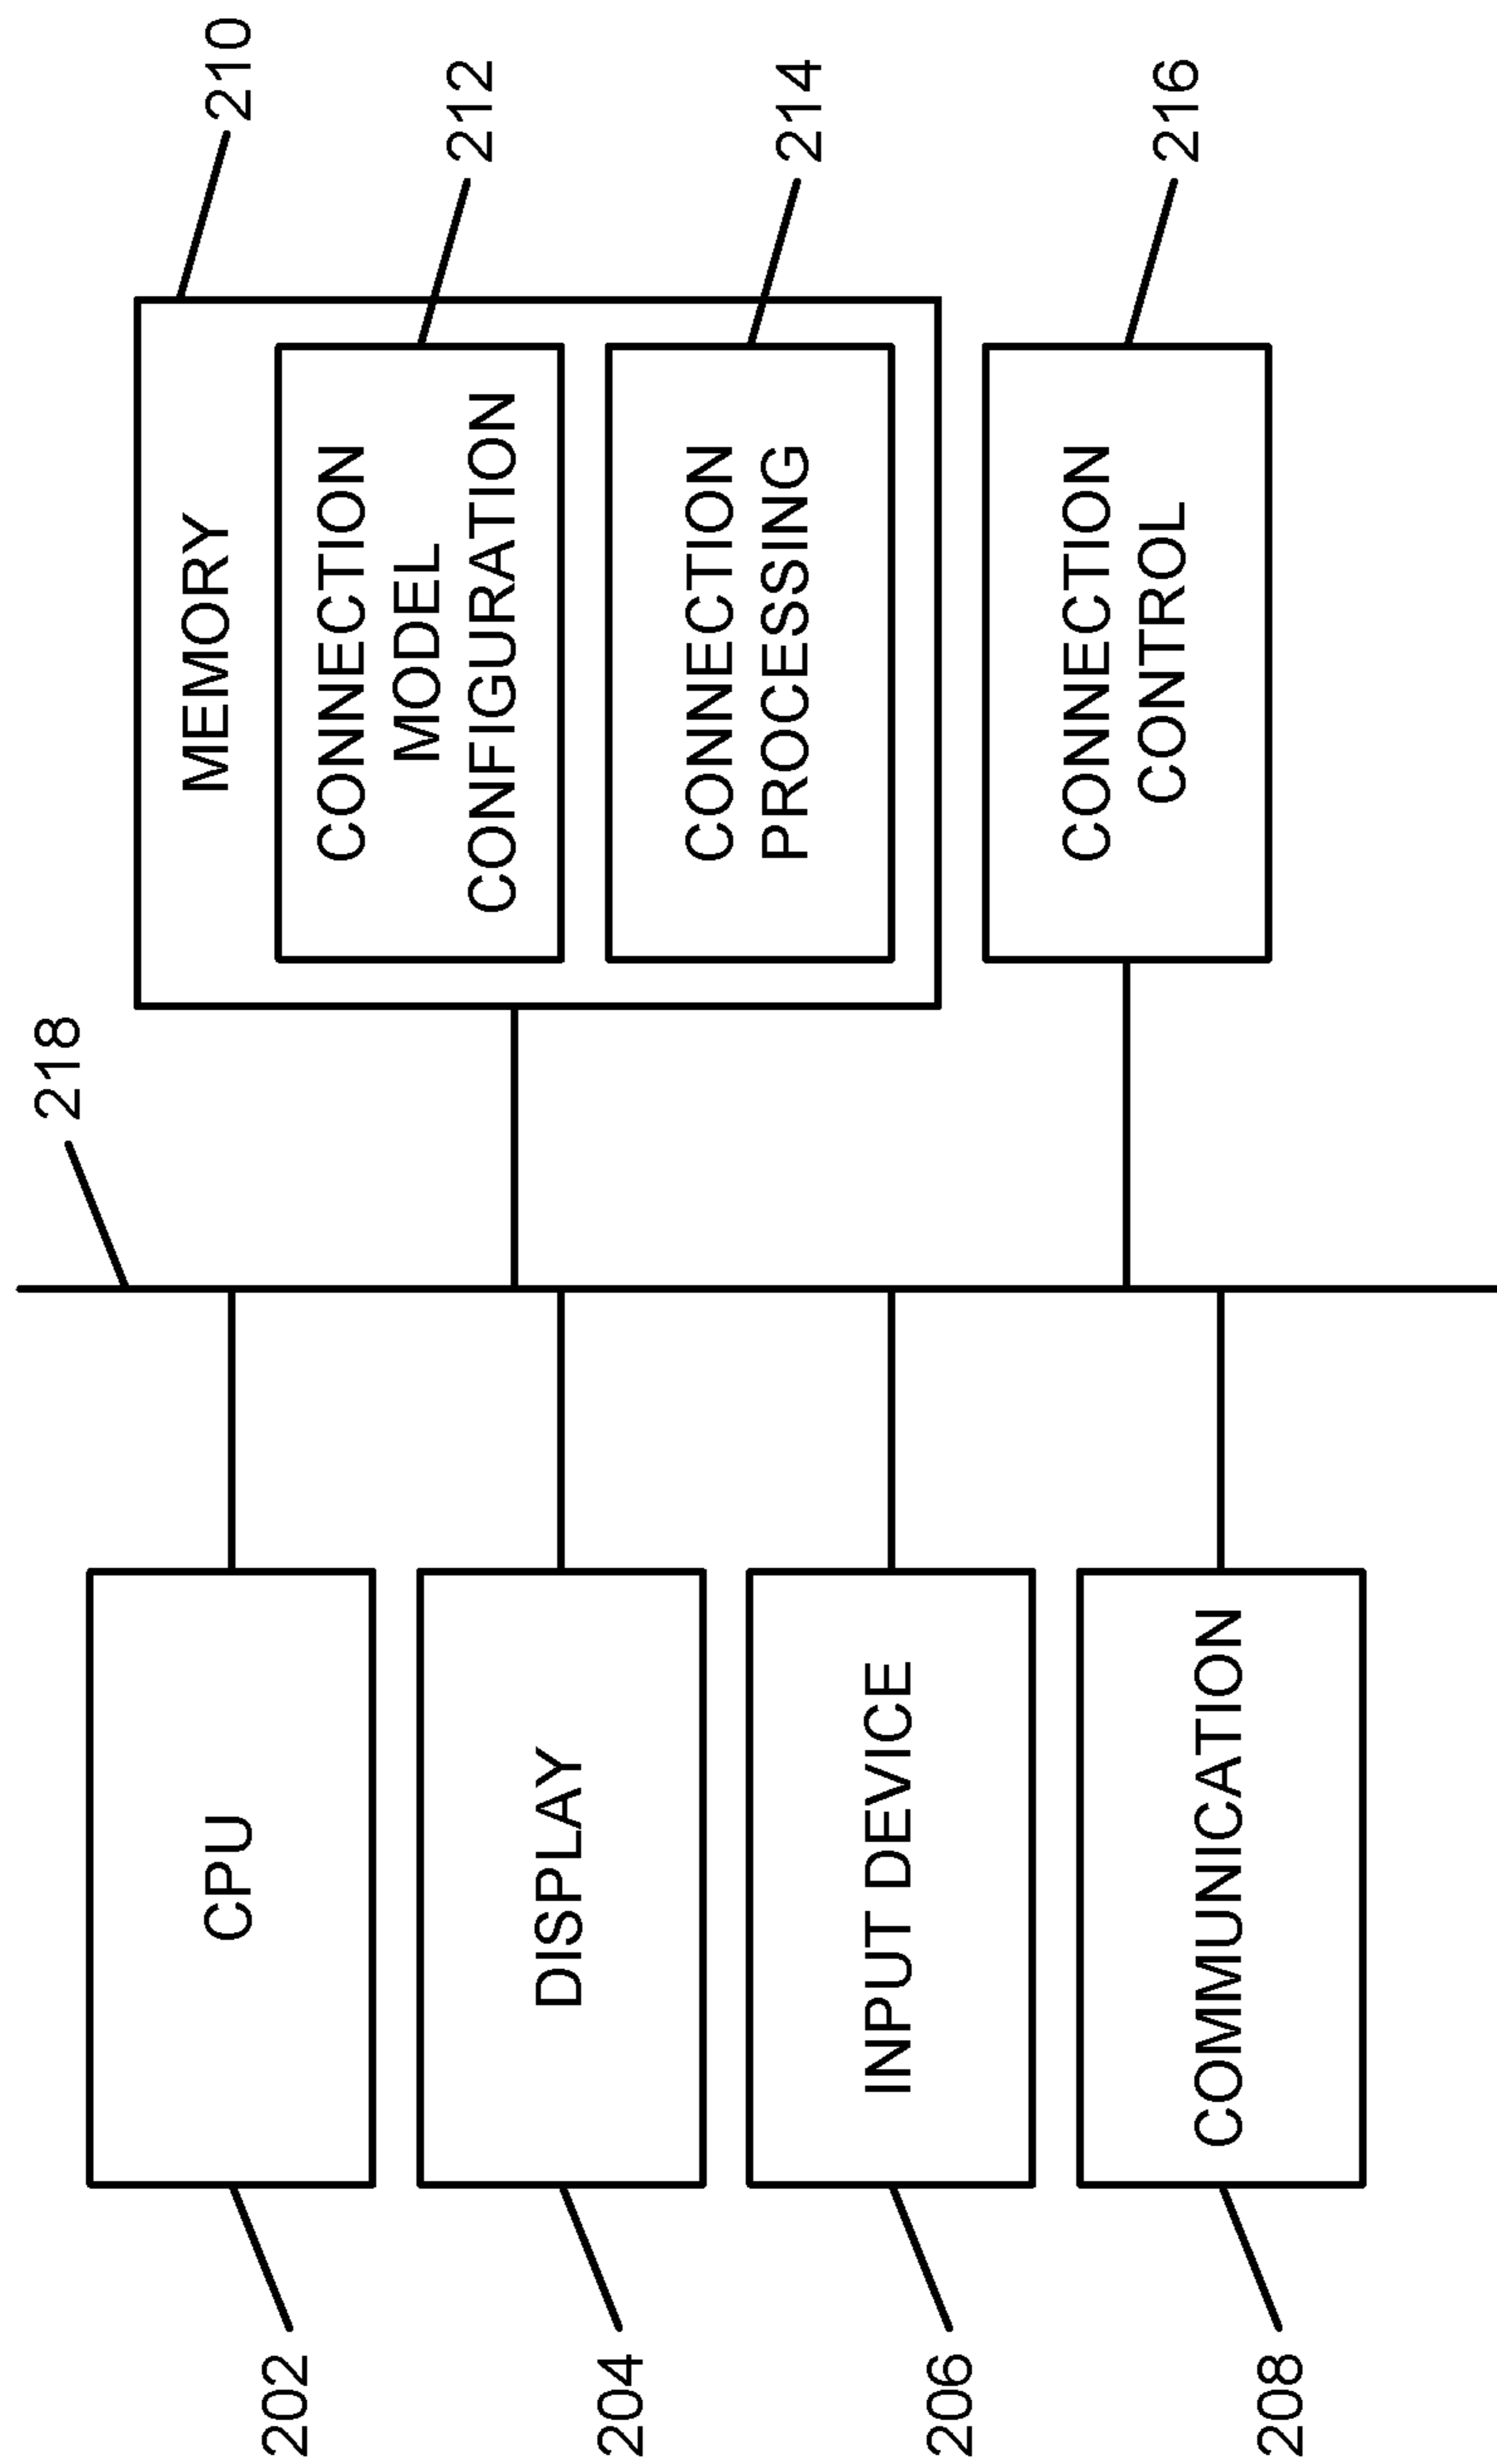 202
CPU
204
DISPLAY
206
INPUT DEVICE
208
COMMUNICATION
218
MEMORY
210
CONNECTION
MODEL
CONFIGURATION
212
CONNECTION
PROCESSING
214
CONNECTION
CONTROL
216